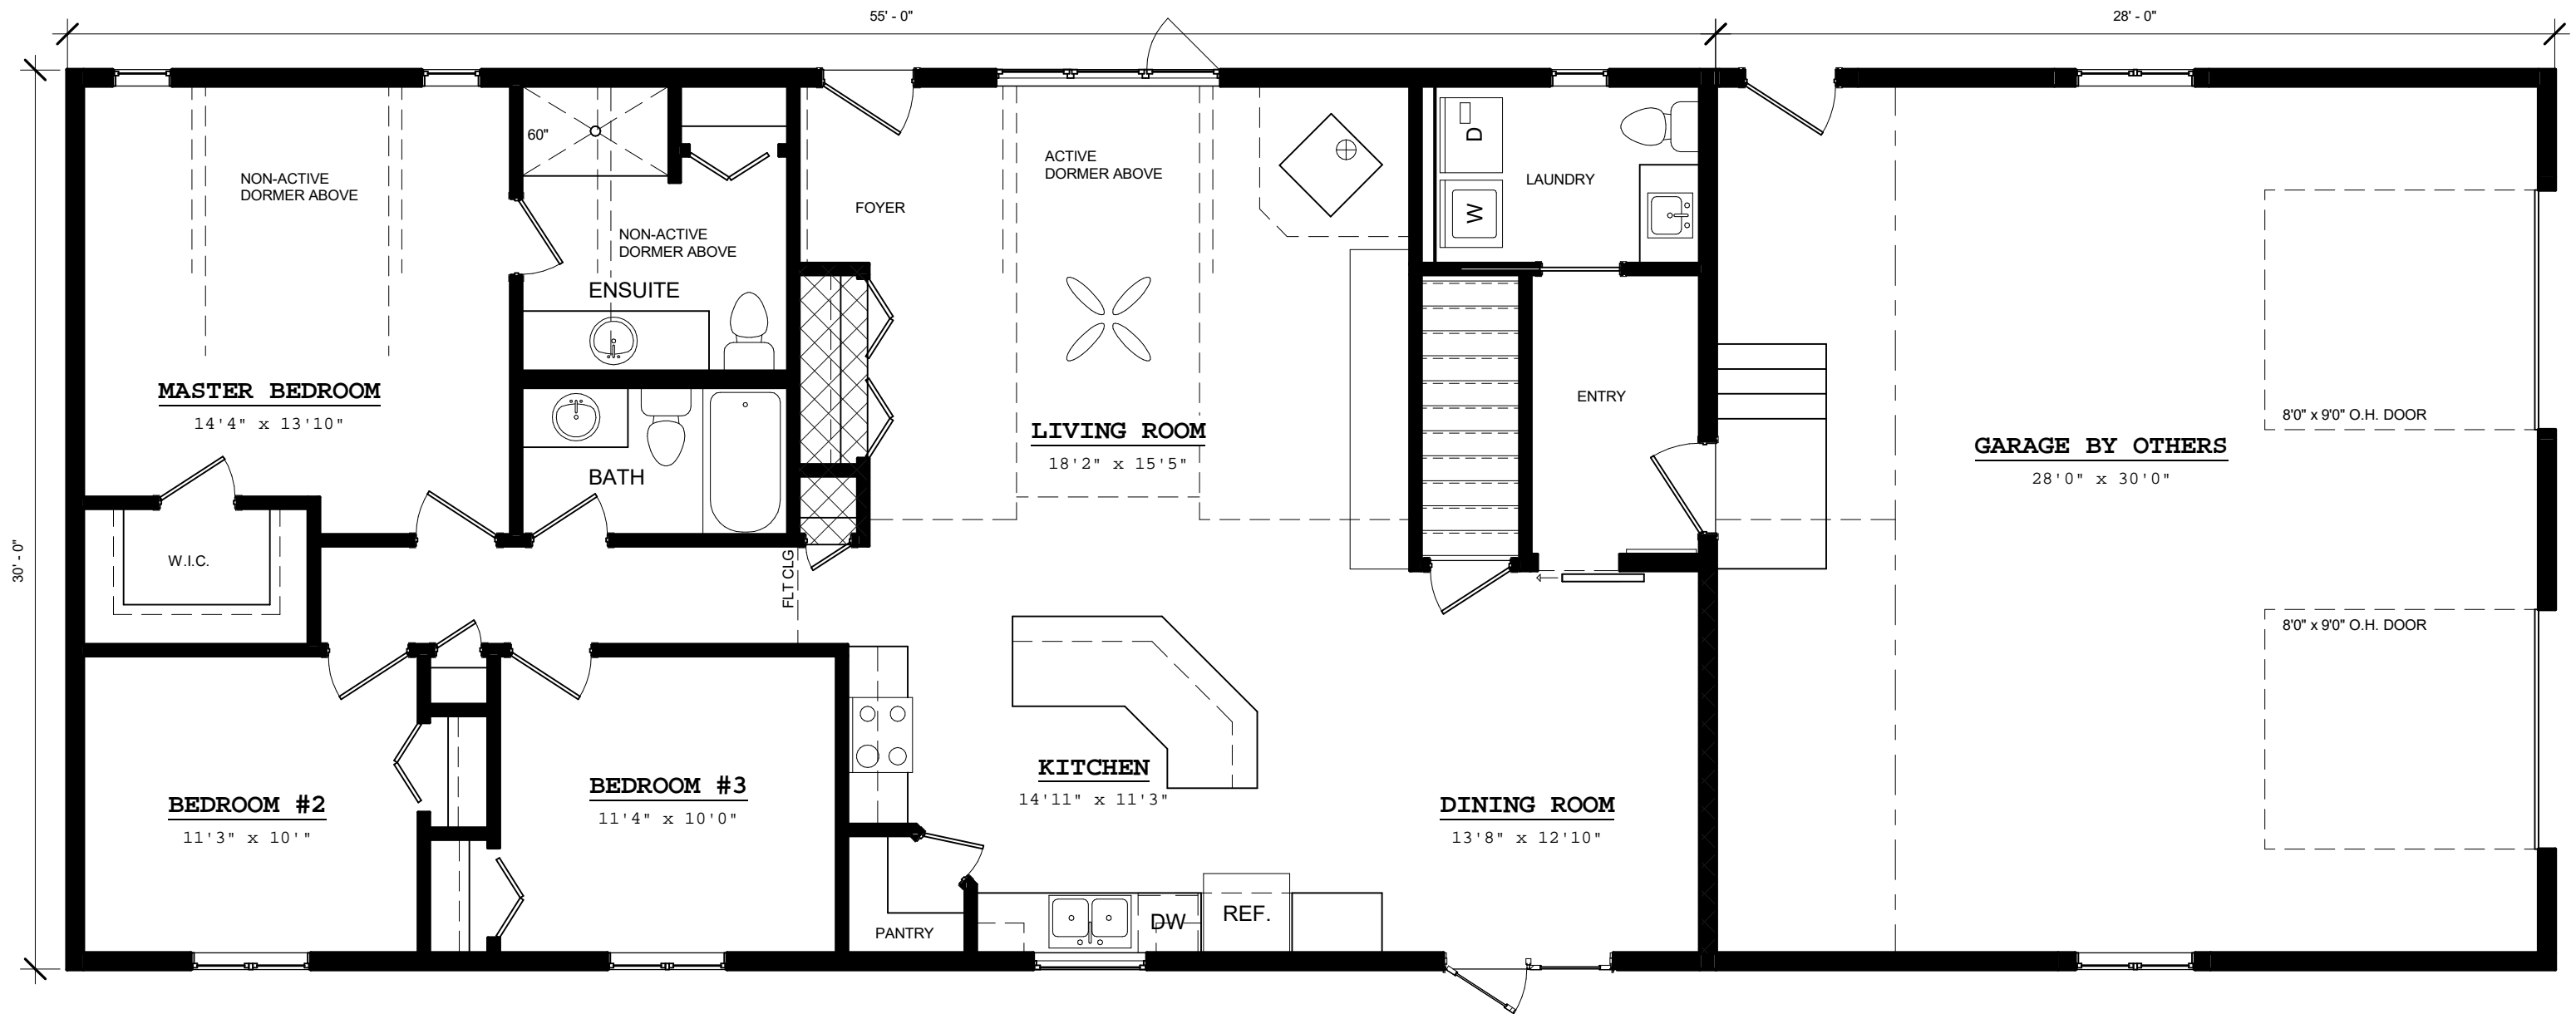 55' - 0"
28' - 0"
30' - 0"
NON-ACTIVE
DORMER ABOVE
60"
NON-ACTIVE
DORMER ABOVE
ENSUITE
FOYER
ACTIVE
DORMER ABOVE
D
W
LAUNDRY
MASTER BEDROOM
14'4" x 13'10"
BATH
LIVING ROOM
18'2" x 15'5"
ENTRY
8'0" x 9'0" O.H. DOOR
GARAGE BY OTHERS
28'0" x 30'0"
W.I.C.
FLT CLG
8'0" x 9'0" O.H. DOOR
BEDROOM #2
11'3" x 10'"
BEDROOM #3
11'4" x 10'0"
KITCHEN
14'11" x 11'3"
DINING ROOM
13'8" x 12'10"
PANTRY
DW
REF.